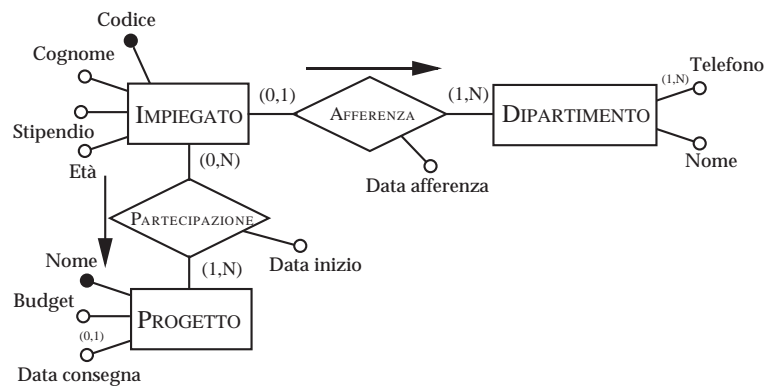 Codice
Cognome
Telefono
(0,1)
(1,N)
(1,N)
IMPIEGATO
AFFERENZA
DIPARTIMENTO
Stipendio
Età
(0,N)
Data afferenza
Nome
PARTECIPAZIONE
Nome
(1,N)
Data inizio
Budget
PROGETTO
(0,1)
Data consegna